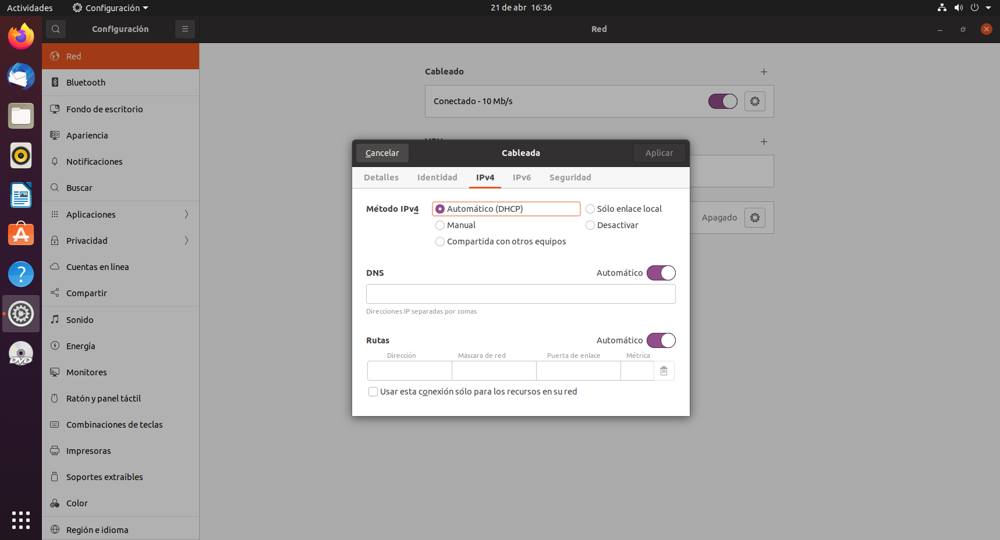 Actividades
Configuración
21 de abr 16:36
Configuración
Red
Red
Bluetooth
Fondo de escritorio
Apariencia
Notificaciones
Buscar
Aplicaciones
Privacidad
Cuentas en línea
Compartir
Sonido
Energía
Monitores
Ratón y panel táctil
Combinaciones de teclas
Impresoras
Soportes extraíbles
Color
Región e idioma
?
DVD
Cableado
Conectado - 10 Mb/s
Apagado
Cancelar
Cableada
Aplicar
Detalles Identidad IPv4 IPv6 Seguridad
Método IPv4
Automático (DHCP)
Sólo enlace local
Manual
Desactivar
Compartida con otros equipos
DNS
Automático
Direcciones IP separadas por comas
Rutas
Automático
Dirección Máscara de red Puerta de enlace Métrica
Usar esta conexión sólo para los recursos en su red